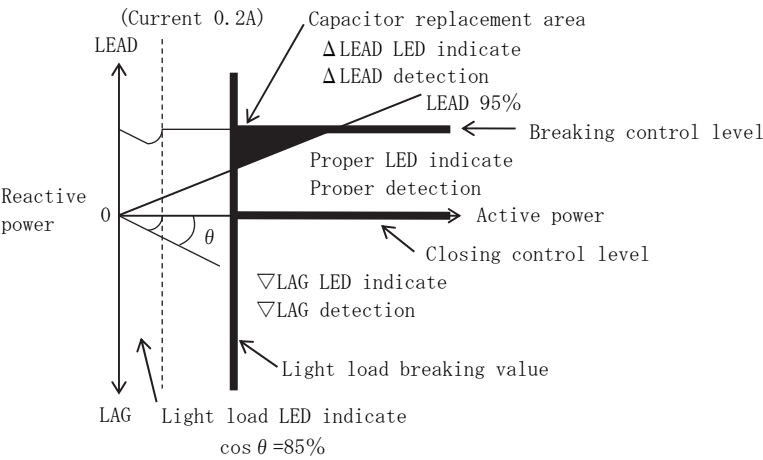 (Current 0.2A)
Capacitor replacement area
LEAD
Δ LEAD LED indicate
Δ LEAD detection
LEAD 95%
Breaking control level
Proper LED indicate
Proper detection
Reactive
power
0
Active power
θ
Closing control level
▽LAG LED indicate
▽LAG detection
Light load breaking value
LAG
Light load LED indicate
cos θ =85%